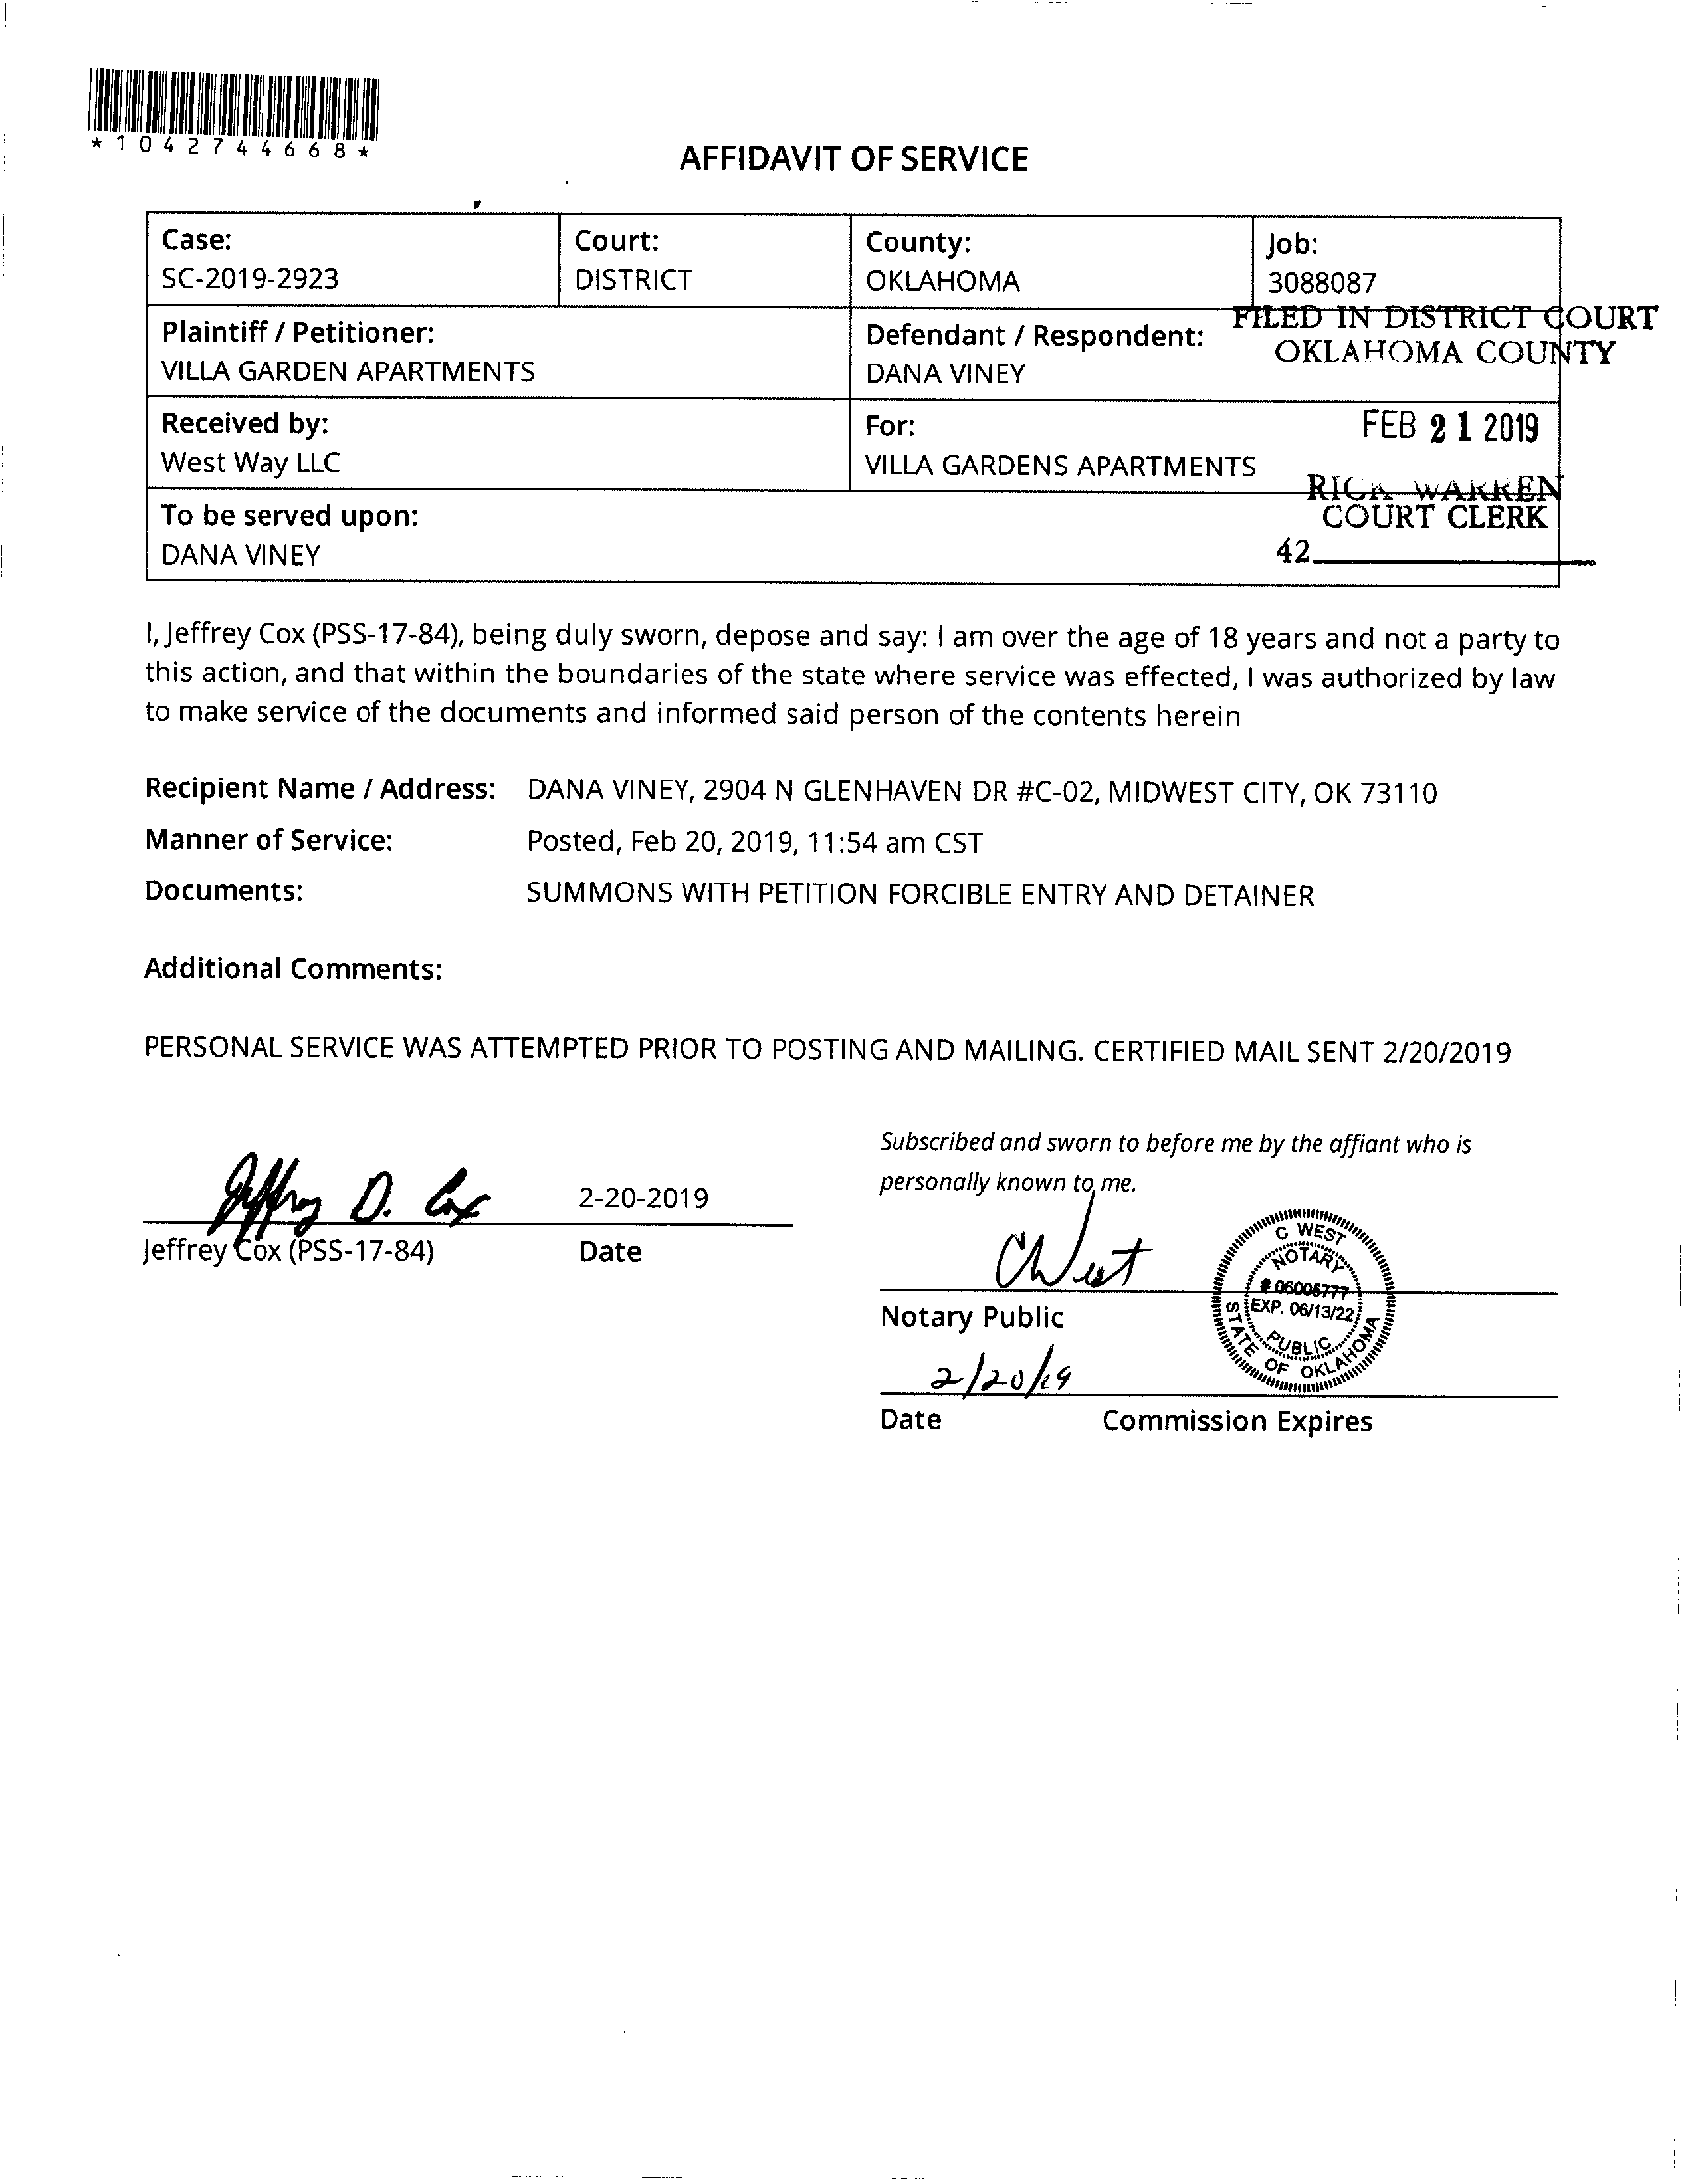 *1042744668*
AFFIDAVIT OF SERVICE
Case:
SC-2019-2923
Court:
DISTRICT
County:
OKLAHOMA
Job:
3088087
Plaintiff / Petitioner:
VILLA GARDEN APARTMENTS
Defendant / Respondent:
DANA VINEY
FILED IN DISTRICT COURT
OKLAHOMA COUNTY
Received by:
West Way LLC
For:
VILLA GARDENS APARTMENTS
FEB 21 2019
RICK WARREN
COURT CLERK
42
To be served upon:
DANA VINEY
I, Jeffrey Cox (PSS-17-84), being duly sworn, depose and say: I am over the age of 18 years and not a party to
this action, and that within the boundaries of the state where service was effected, I was authorized by law
to make service of the documents and informed said person of the contents herein
Recipient Name / Address: DANA VINEY, 2904 N GLENHAVEN DR #C-02, MIDWEST CITY, OK 73110
Manner of Service: Posted, Feb 20, 2019, 11:54 am CST
Documents: SUMMONS WITH PETITION FORCIBLE ENTRY AND DETAINER
Additional Comments:
PERSONAL SERVICE WAS ATTEMPTED PRIOR TO POSTING AND MAILING. CERTIFIED MAIL SENT 2/20/2019
Jeffrey D. Cox
2-20-2019
Jeffrey Cox (PSS-17-84)
Date
Subscribed and sworn to before me by the affiant who is
personally known to me.
C West
Notary Public
C WEST
NOTARY
# 06005777
EXP. 06/13/22
PUBLIC
STATE OF OKLAHOMA
2/20/19
Date
Commission Expires